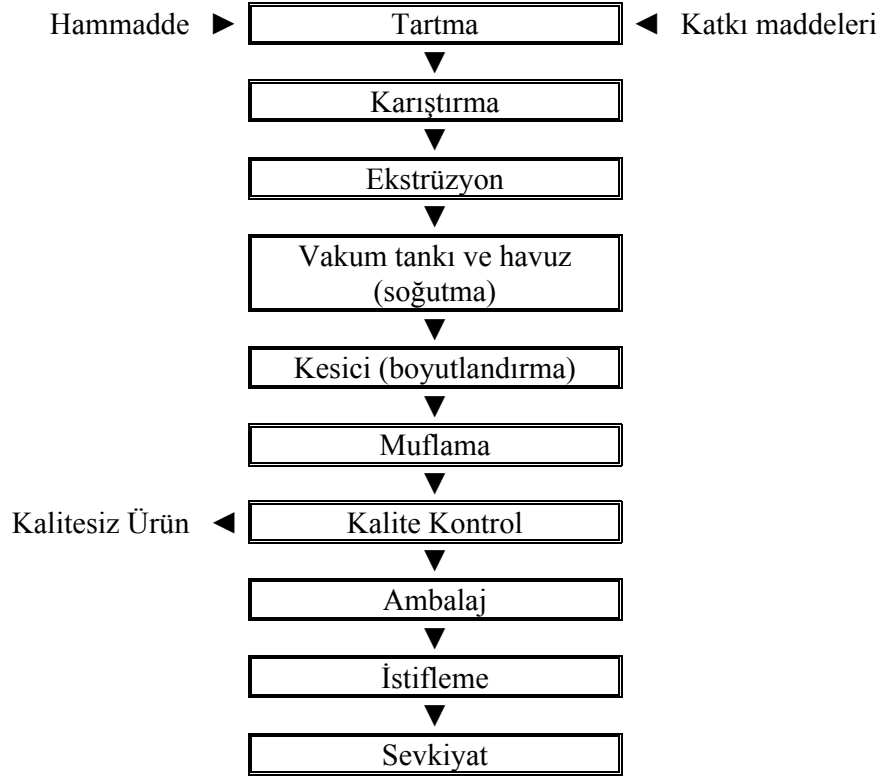 Hammadde ► Tartma ◄ Katkı maddeleri
▼
Karıştırma
▼
Ekstrüzyon
▼
Vakum tankı ve havuz
(soğutma)
▼
Kesici (boyutlandırma)
▼
Muflama
▼
Kalitesiz Ürün ◄ Kalite Kontrol
▼
Ambalaj
▼
İstifleme
▼
Sevkiyat